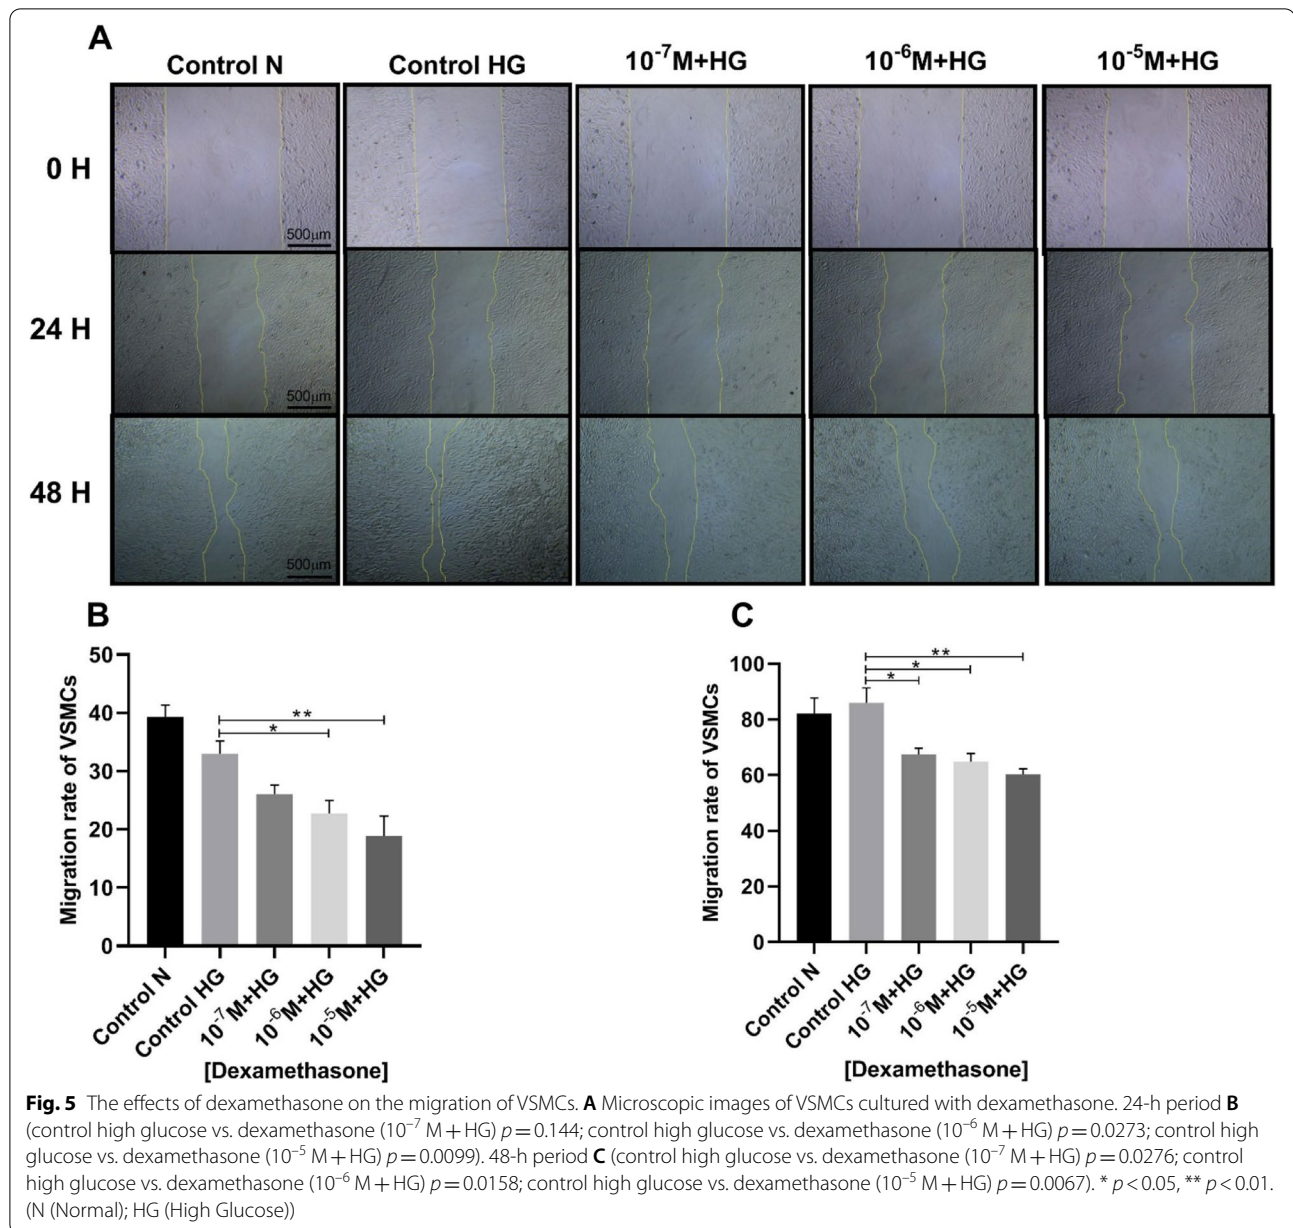 A
Control N
Control HG
10⁻⁷M+HG
10⁻⁶M+HG
10⁻⁵M+HG
0 H
500μm
24 H
500μm
48 H
500μm
B
Migration rate of VSMCs
50
40
30
20
10
0
**
*
Control N
Control HG
10⁻⁷M+HG
10⁻⁶M+HG
10⁻⁵M+HG
[Dexamethasone]
C
Migration rate of VSMCs
100
80
60
40
20
0
**
*
*
Control N
Control HG
10⁻⁷M+HG
10⁻⁶M+HG
10⁻⁵M+HG
[Dexamethasone]
Fig. 5 The effects of dexamethasone on the migration of VSMCs. A Microscopic images of VSMCs cultured with dexamethasone. 24-h period B
(control high glucose vs. dexamethasone (10⁻⁷ M + HG) p = 0.144; control high glucose vs. dexamethasone (10⁻⁶ M + HG) p = 0.0273; control high
glucose vs. dexamethasone (10⁻⁵ M + HG) p = 0.0099). 48-h period C (control high glucose vs. dexamethasone (10⁻⁷ M + HG) p = 0.0276; control
high glucose vs. dexamethasone (10⁻⁶ M + HG) p = 0.0158; control high glucose vs. dexamethasone (10⁻⁵ M + HG) p = 0.0067). * p < 0.05, ** p < 0.01.
(N (Normal); HG (High Glucose))